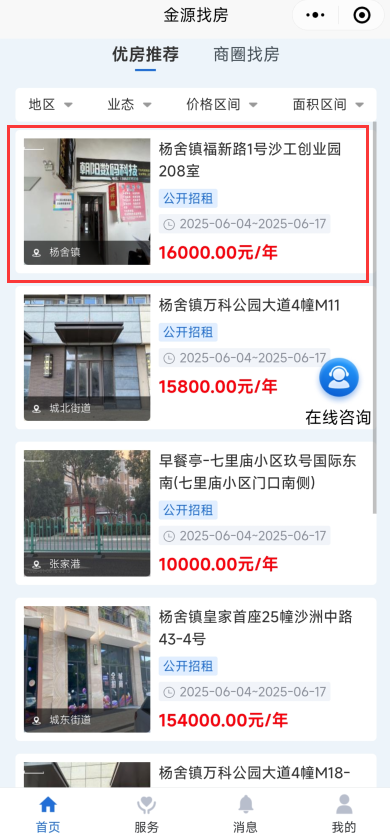 金源找房
优房推荐 商圈找房
地区 业态 价格区间 面积区间
朝阳数码科技
杨舍镇
杨舍镇福新路1号沙工创业园
208室
公开招租
2025-06-04~2025-06-17
16000.00元/年
城北街道
杨舍镇万科公园大道4幢M11
公开招租
2025-06-04~2025-06-17
15800.00元/年
在线咨询
张家港
早餐亭-七里庙小区玖号国际东
南(七里庙小区门口南侧)
公开招租
2025-06-04~2025-06-17
10000.00元/年
城东街道
杨舍镇皇家首座25幢沙洲中路
43-4号
公开招租
2025-06-04~2025-06-17
154000.00元/年
杨舍镇万科公园大道4幢M18-
首页 服务 消息 我的